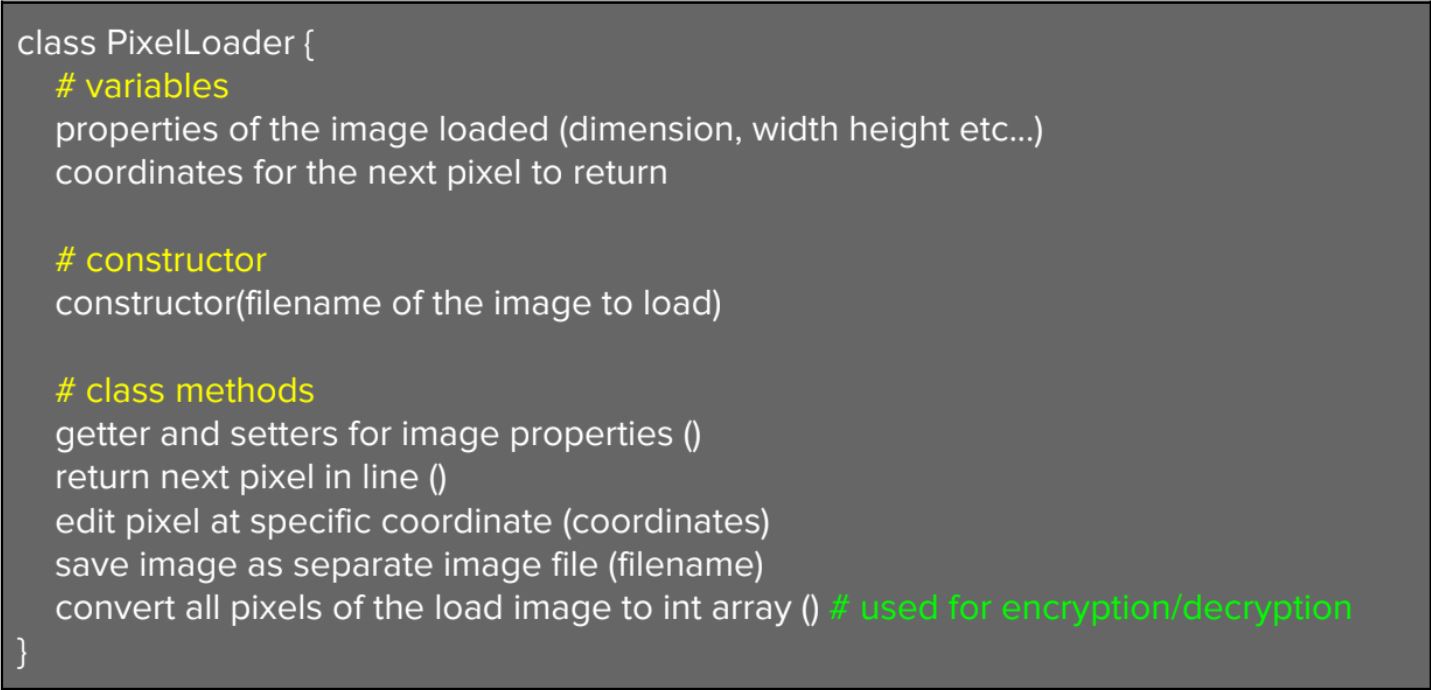 class PixelLoader {
# variables
properties of the image loaded (dimension, width height etc...)
coordinates for the next pixel to return
# constructor
constructor(filename of the image to load)
# class methods
getter and setters for image properties ()
return next pixel in line ()
edit pixel at specific coordinate (coordinates)
save image as separate image file (filename)
convert all pixels of the load image to int array () # used for encryption/decryption
}